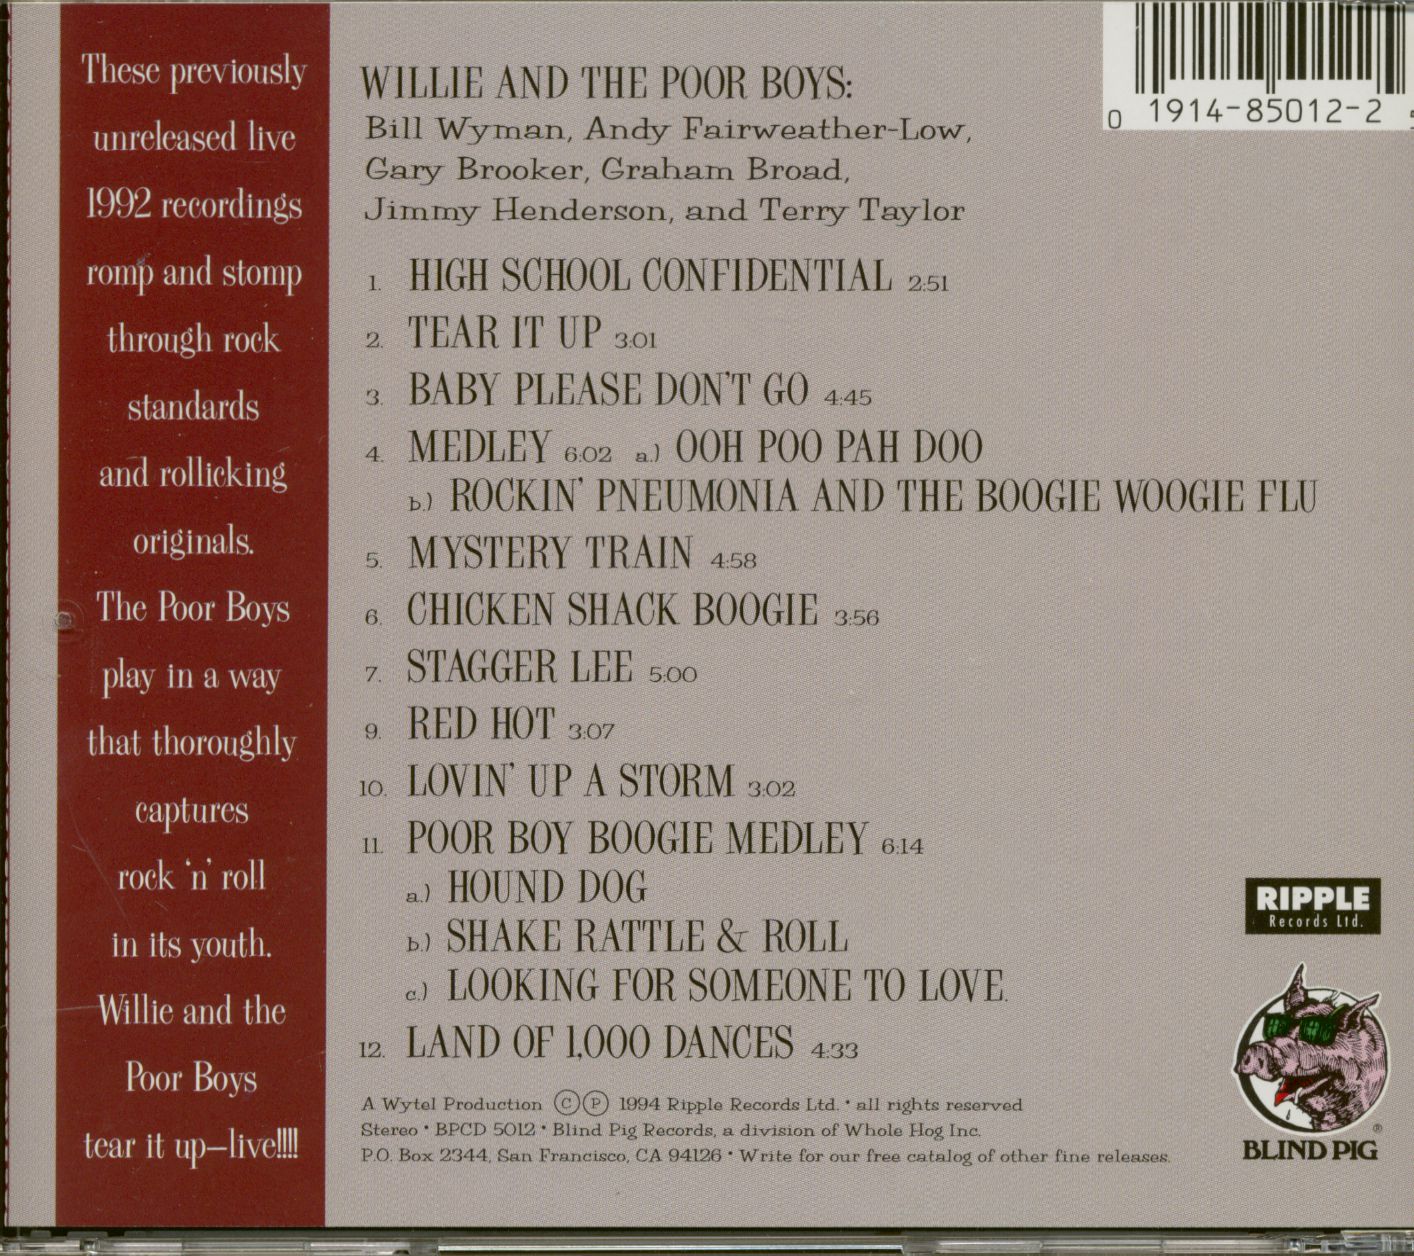 These previously
unreleased live
1992 recordings
romp and stomp
through rock
standards
and rollicking
originals.
The Poor Boys
play in a way
that thoroughly
captures
rock 'n' roll
in its youth.
Willie and the
Poor Boys
tear it up–live!!!!
WILLIE AND THE POOR BOYS:
Bill Wyman, Andy Fairweather-Low,
Gary Brooker, Graham Broad,
Jimmy Henderson, and Terry Taylor
1. HIGH SCHOOL CONFIDENTIAL 2:51
2. TEAR IT UP 3:01
3. BABY PLEASE DON'T GO 4:45
4. MEDLEY 6:02 a.) OOH POO PAH DOO
b.) ROCKIN' PNEUMONIA AND THE BOOGIE WOOGIE FLU
5. MYSTERY TRAIN 4:58
6. CHICKEN SHACK BOOGIE 3:56
7. STAGGER LEE 5:00
9. RED HOT 3:07
10. LOVIN' UP A STORM 3:02
11. POOR BOY BOOGIE MEDLEY 6:14
a.) HOUND DOG
b.) SHAKE RATTLE & ROLL
c.) LOOKING FOR SOMEONE TO LOVE.
12. LAND OF 1,000 DANCES 4:33
A Wytel Production Ⓒ Ⓟ 1994 Ripple Records Ltd. • all rights reserved
Stereo • BPCD 5012 • Blind Pig Records, a division of Whole Hog Inc.
P.O. Box 2344, San Francisco, CA 94126 • Write for our free catalog of other fine releases.
0 1914-85012-2
RIPPLE
Records Ltd.
®
BLIND PIG